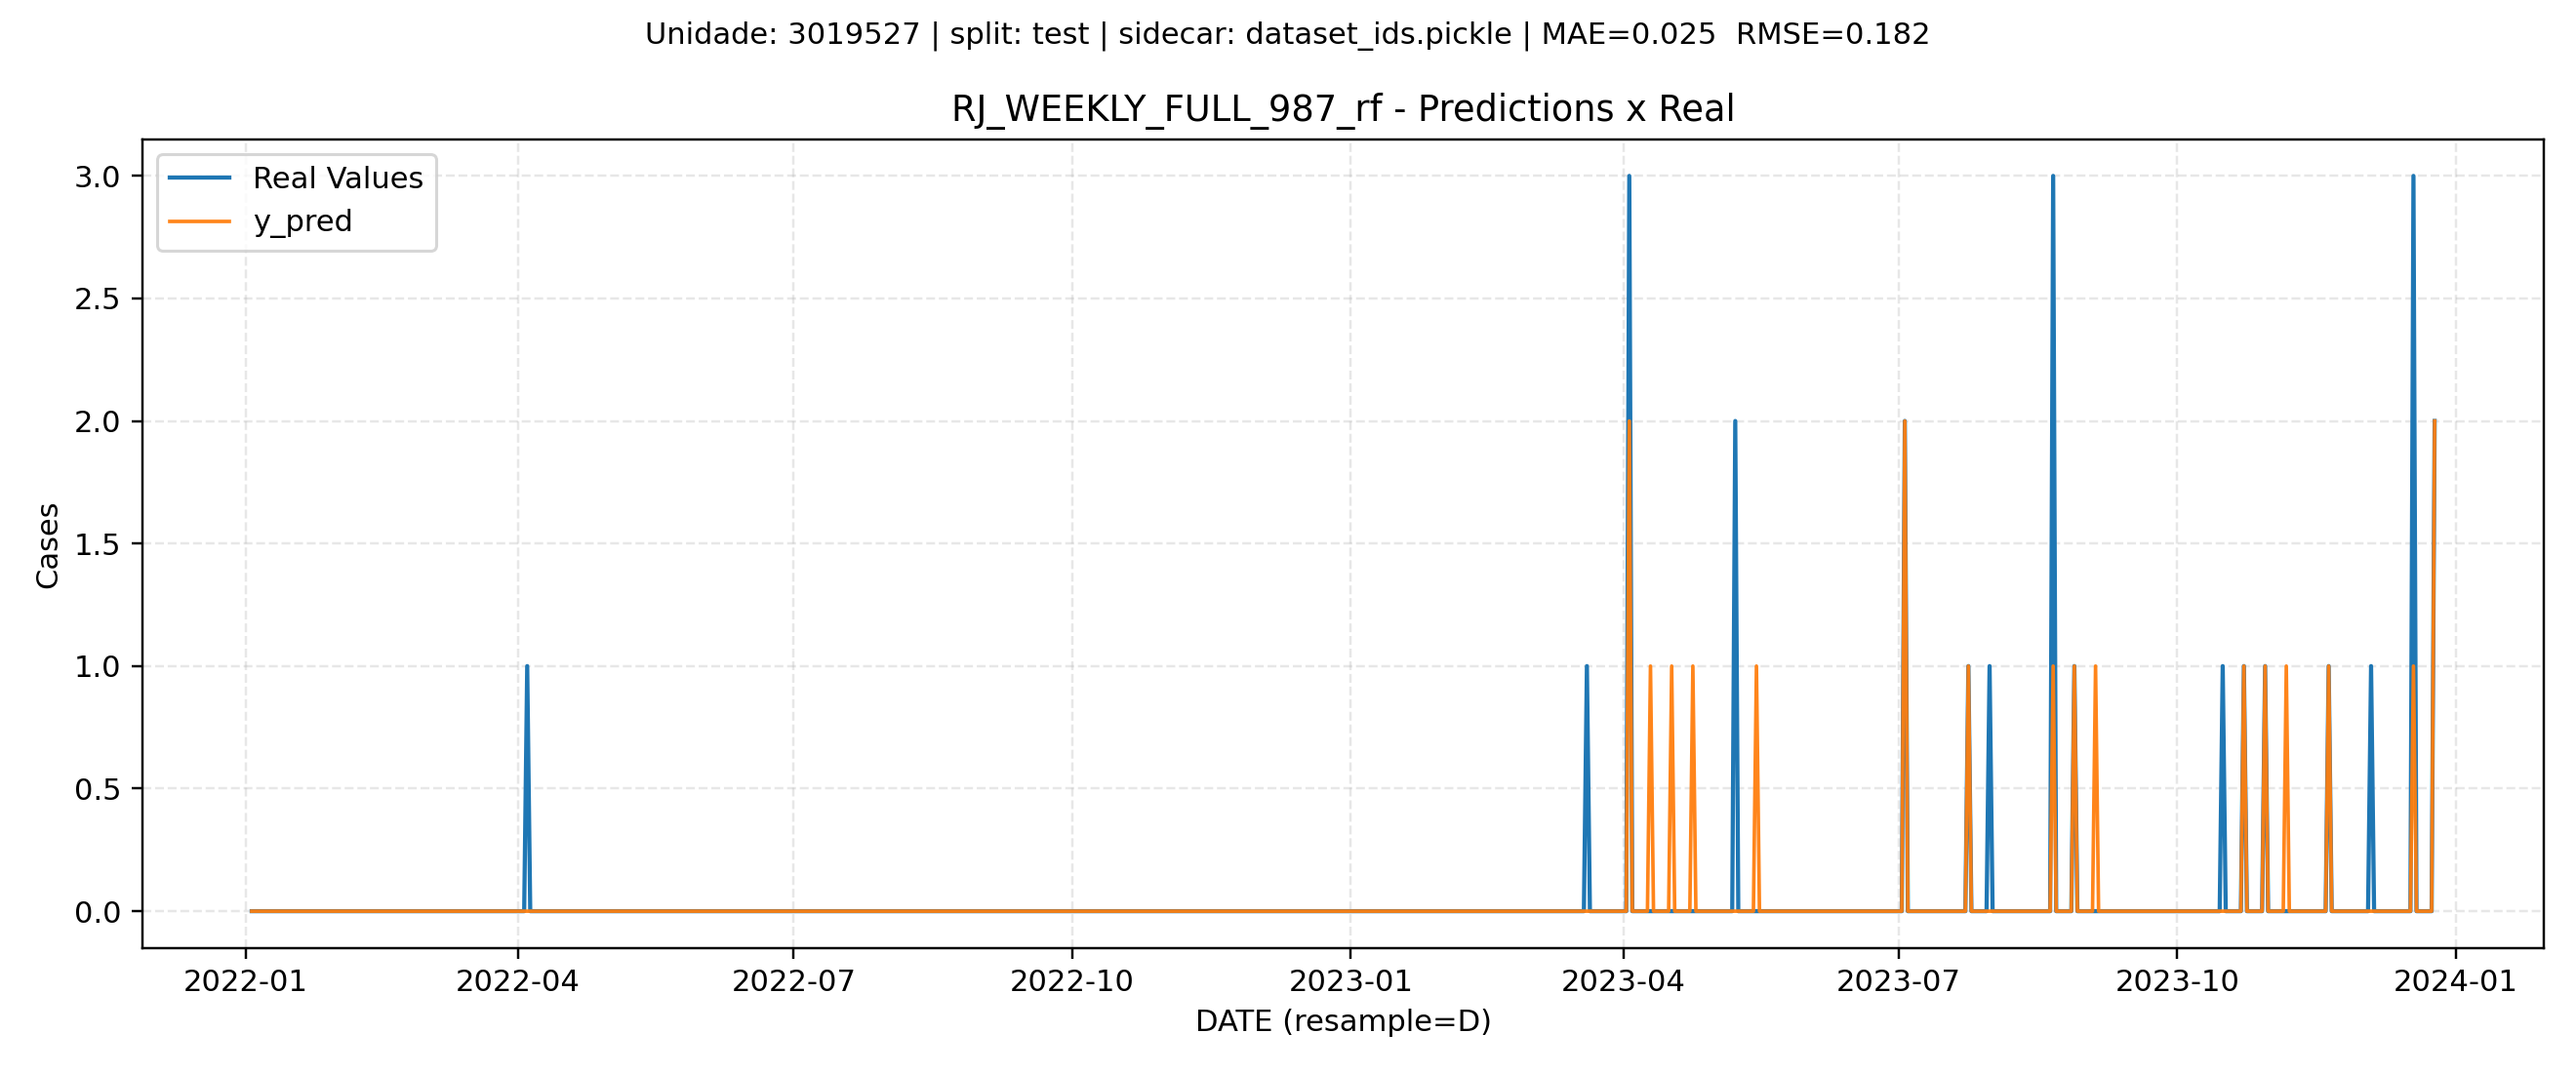 Unidade: 3019527 | split: test | sidecar: dataset_ids.pickle | MAE=0.025  RMSE=0.182
RJ_WEEKLY_FULL_987_rf - Predictions x Real
Real Values
y_pred
Cases
3.0
2.5
2.0
1.5
1.0
0.5
0.0
2022-01 2022-04 2022-07 2022-10 2023-01 2023-04 2023-07 2023-10 2024-01
DATE (resample=D)